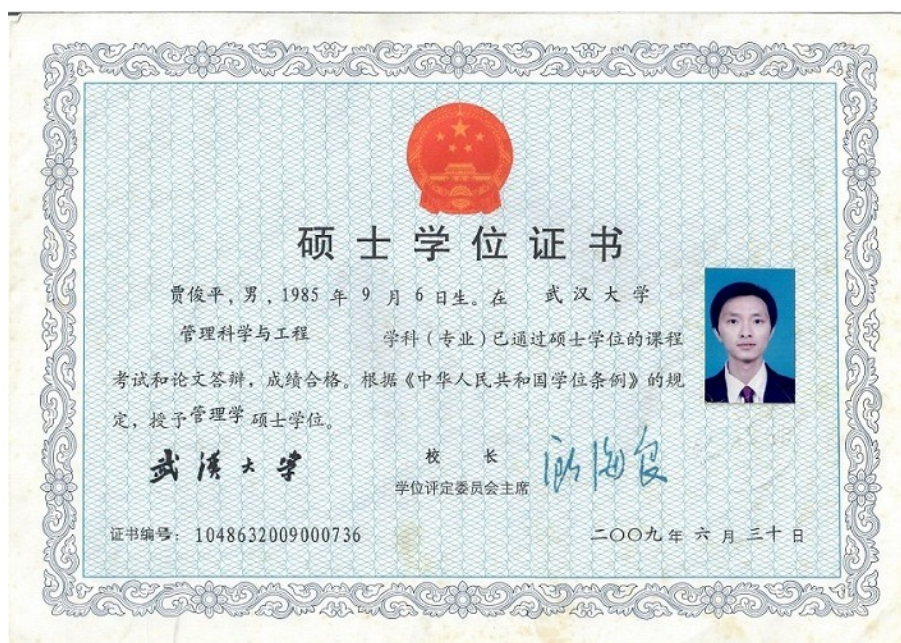 硕士学位证书
贾俊平，男，1985 年 9 月 6 日生。在 武汉大学
管理科学与工程 学科（专业）已通过硕士学位的课程
考试和论文答辩，成绩合格。根据《中华人民共和国学位条例》的规
定，授予管理学 硕士学位。
武漢大学
校 长
学位评定委员会主席
证书编号：1048632009000736
二〇〇九年 六 月 三十 日